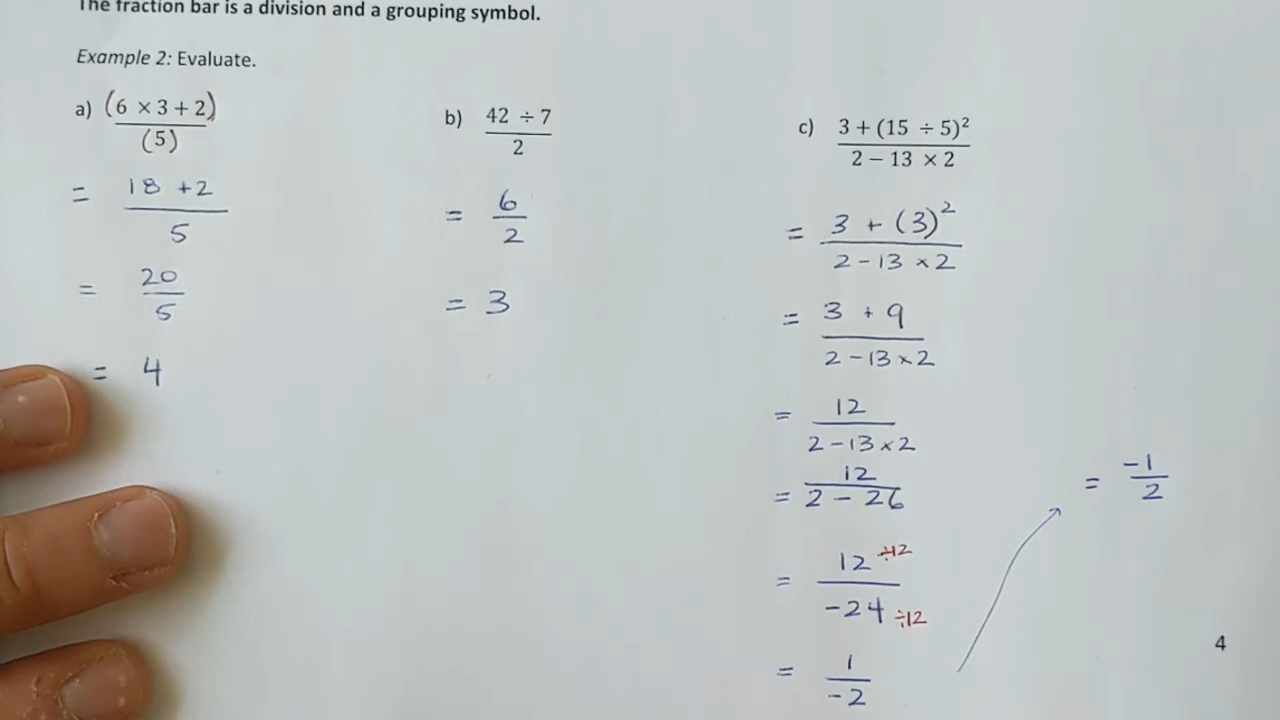 The fraction bar is a division and a grouping symbol.
Example 2: Evaluate.
a) (6 × 3 + 2)
(5)
= 18 + 2
5
= 20
5
= 4
b) 42 ÷ 7
2
= 6
2
= 3
c) 3 + (15 ÷ 5)²
2 − 13 × 2
= 3 + (3)²
2 − 13 × 2
= 3 + 9
2 − 13 × 2
= 12
2 − 13 × 2
= 12
2 − 26
= 12 ÷12
−24 ÷12
= 1
−2
= −1
2
4